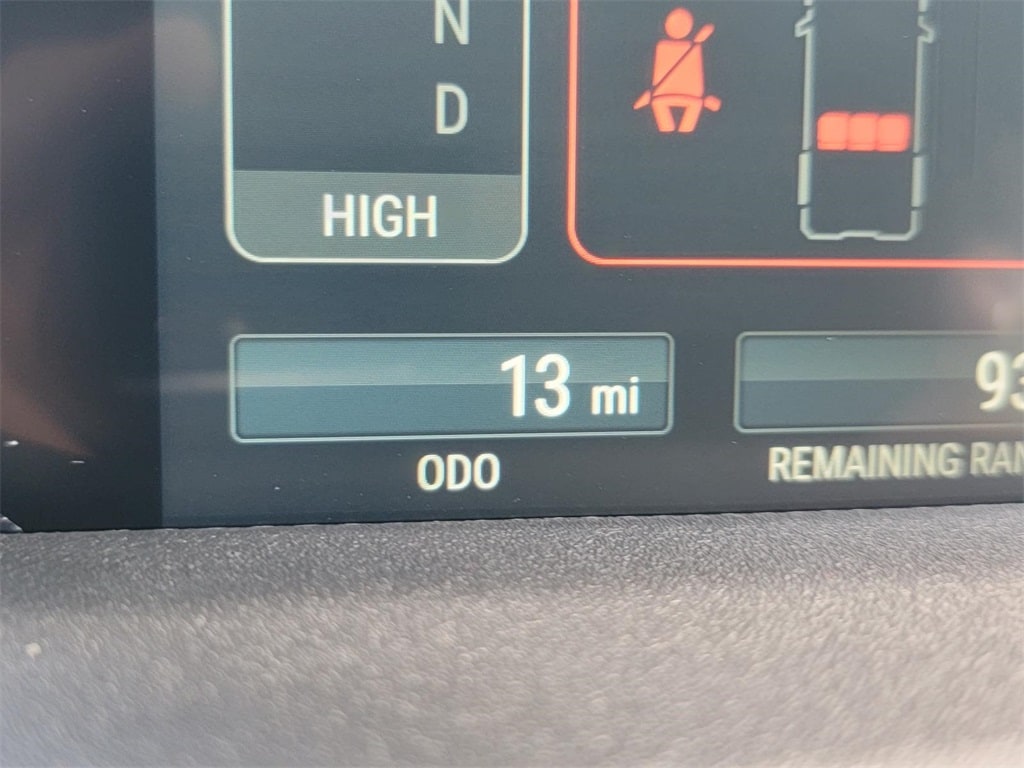 N
D
HIGH
13 mi
93
ODO
REMAINING RAN